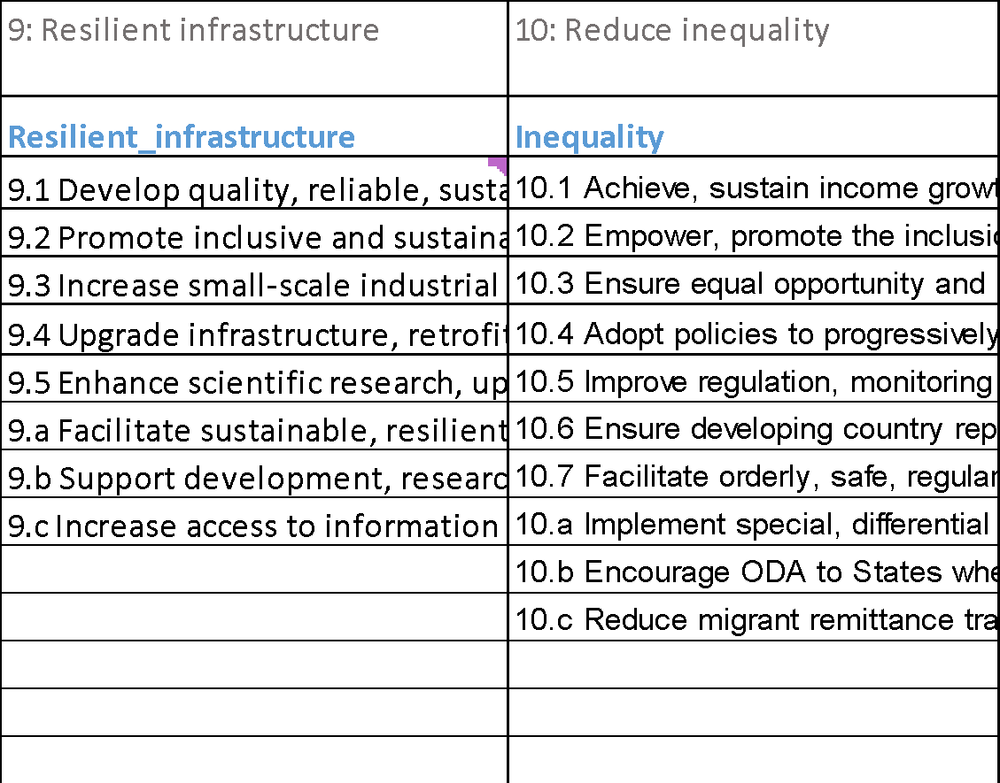 9: Resilient infrastructure
10: Reduce inequality
Resilient_infrastructure
Inequality
9.1 Develop quality, reliable, susta
10.1 Achieve, sustain income growt
9.2 Promote inclusive and sustaina
10.2 Empower, promote the inclusio
9.3 Increase small-scale industrial
10.3 Ensure equal opportunity and
9.4 Upgrade infrastructure, retrofit
10.4 Adopt policies to progressively
9.5 Enhance scientific research, up
10.5 Improve regulation, monitoring
9.a Facilitate sustainable, resilient
10.6 Ensure developing country rep
9.b Support development, researc
10.7 Facilitate orderly, safe, regular
9.c Increase access to information
10.a Implement special, differential
10.b Encourage ODA to States whe
10.c Reduce migrant remittance tra